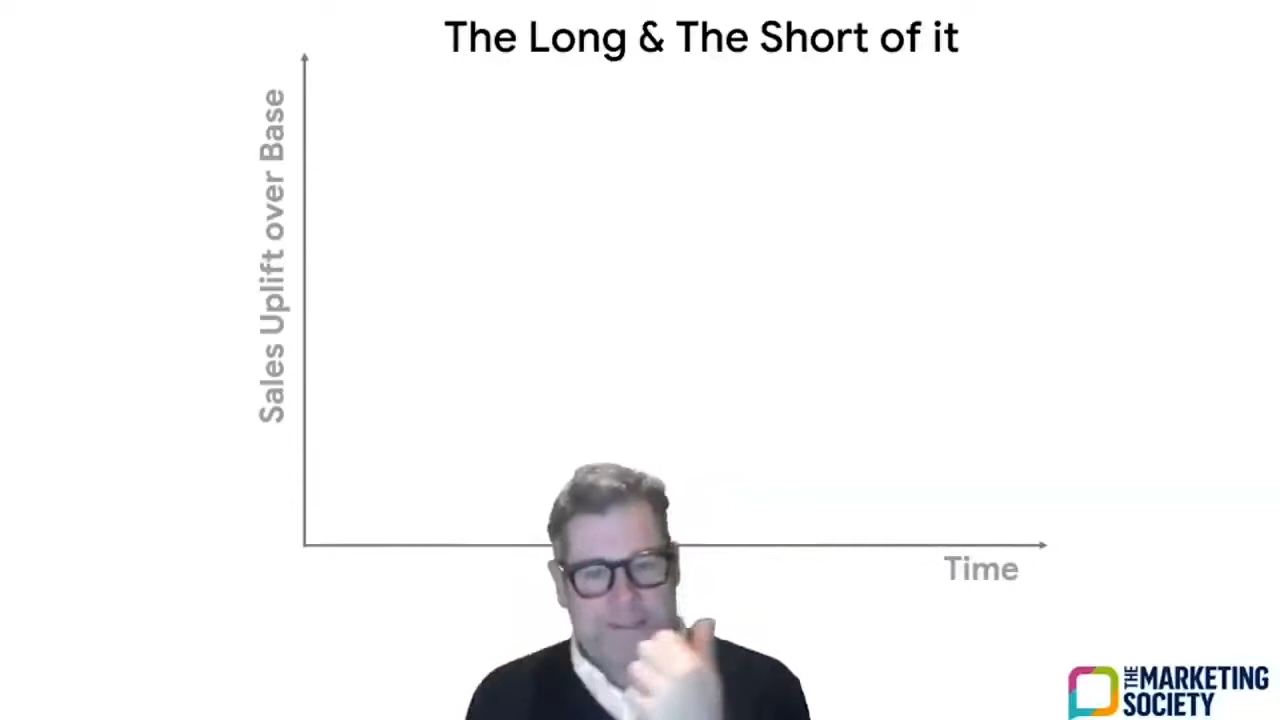 The Long & The Short of it
Sales Uplift over Base
Time
THE MARKETING
SOCIETY